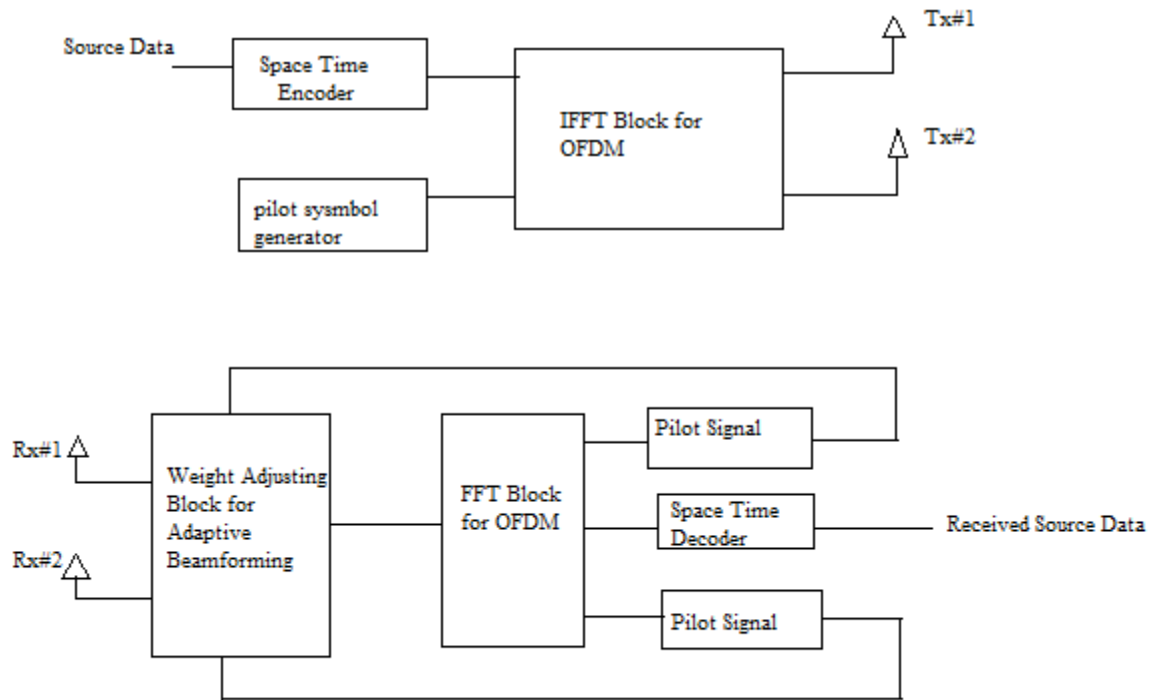 Source Data
Space Time
Encoder
pilot sysmbol
generator
IFFT Block for
OFDM
Tx#1
Tx#2
Rx#1
Rx#2
Weight Adjusting
Block for
Adaptive
Beamforming
FFT Block
for OFDM
Pilot Signal
Space Time
Decoder
Pilot Signal
Received Source Data